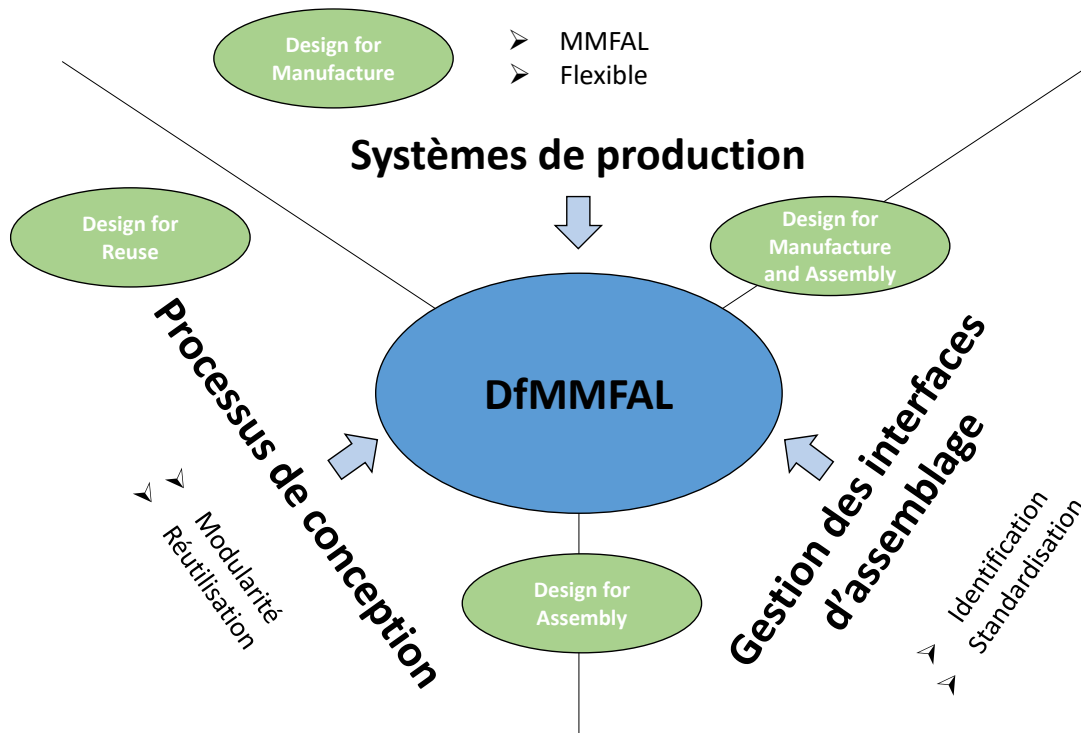 Design for
Manufacture
MMFAL
Flexible
Systèmes de production
Design for
Reuse
Design for
Manufacture
and Assembly
DfMMFAL
Processus de conception
Modularité
Réutilisation
Gestion des interfaces
d’assemblage
Identification
Standardisation
Design for
Assembly